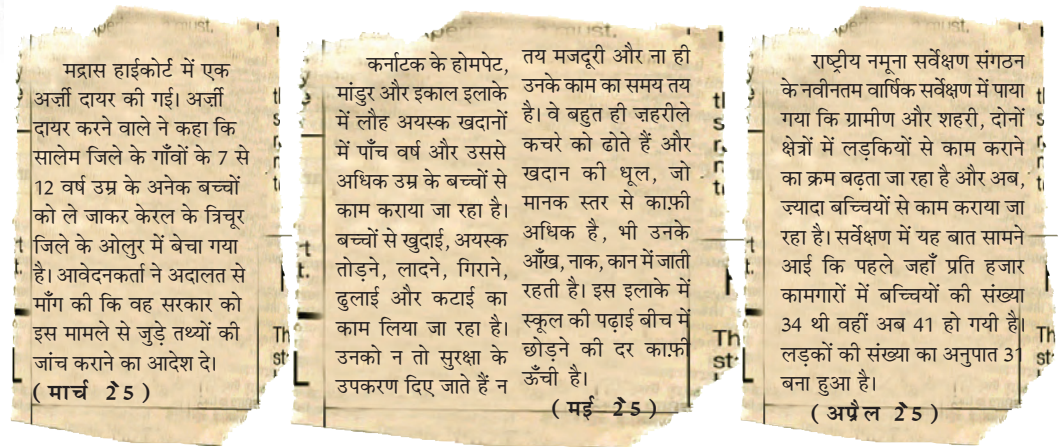 मद्रास हाईकोर्ट में एक
अर्ज़ी दायर की गई। अर्ज़ी
दायर करने वाले ने कहा कि
सालेम जिले के गाँवों के 7 से
12 वर्ष उम्र के अनेक बच्चों
को ले जाकर केरल के त्रिचूर
जिले के ओलुर में बेचा गया
है। आवेदनकर्ता ने अदालत से
माँग की कि वह सरकार को
इस मामले से जुड़े तथ्यों की
जांच कराने का आदेश दे।
(मार्च 25)
कर्नाटक के होमपेट,
मांडुर और इकाल इलाके
में लौह अयस्क खदानों
में पाँच वर्ष और उससे
अधिक उम्र के बच्चों से
काम कराया जा रहा है।
बच्चों से खुदाई, अयस्क
तोड़ने, लादने, गिराने,
ढुलाई और कटाई का
काम लिया जा रहा है।
उनको न तो सुरक्षा के
उपकरण दिए जाते हैं न
तय मजदूरी और ना ही
उनके काम का समय तय
है। वे बहुत ही ज़हरीले
कचरे को ढोते हैं और
खदान की धूल, जो
मानक स्तर से काफ़ी
अधिक है, भी उनके
आँख, नाक, कान में जाती
रहती है। इस इलाके में
स्कूल की पढ़ाई बीच में
छोड़ने की दर काफ़ी
ऊँची है।
(मई 25)
राष्ट्रीय नमूना सर्वेक्षण संगठन
के नवीनतम वार्षिक सर्वेक्षण में पाया
गया कि ग्रामीण और शहरी, दोनों
क्षेत्रों में लड़कियों से काम कराने
का क्रम बढ़ता जा रहा है और अब,
ज़्यादा बच्चियों से काम कराया जा
रहा है। सर्वेक्षण में यह बात सामने
आई कि पहले जहाँ प्रति हजार
कामगारों में बच्चियों की संख्या
34 थी वहीं अब 41 हो गयी है।
लड़कों की संख्या का अनुपात 31
बना हुआ है।
(अप्रैल 25)